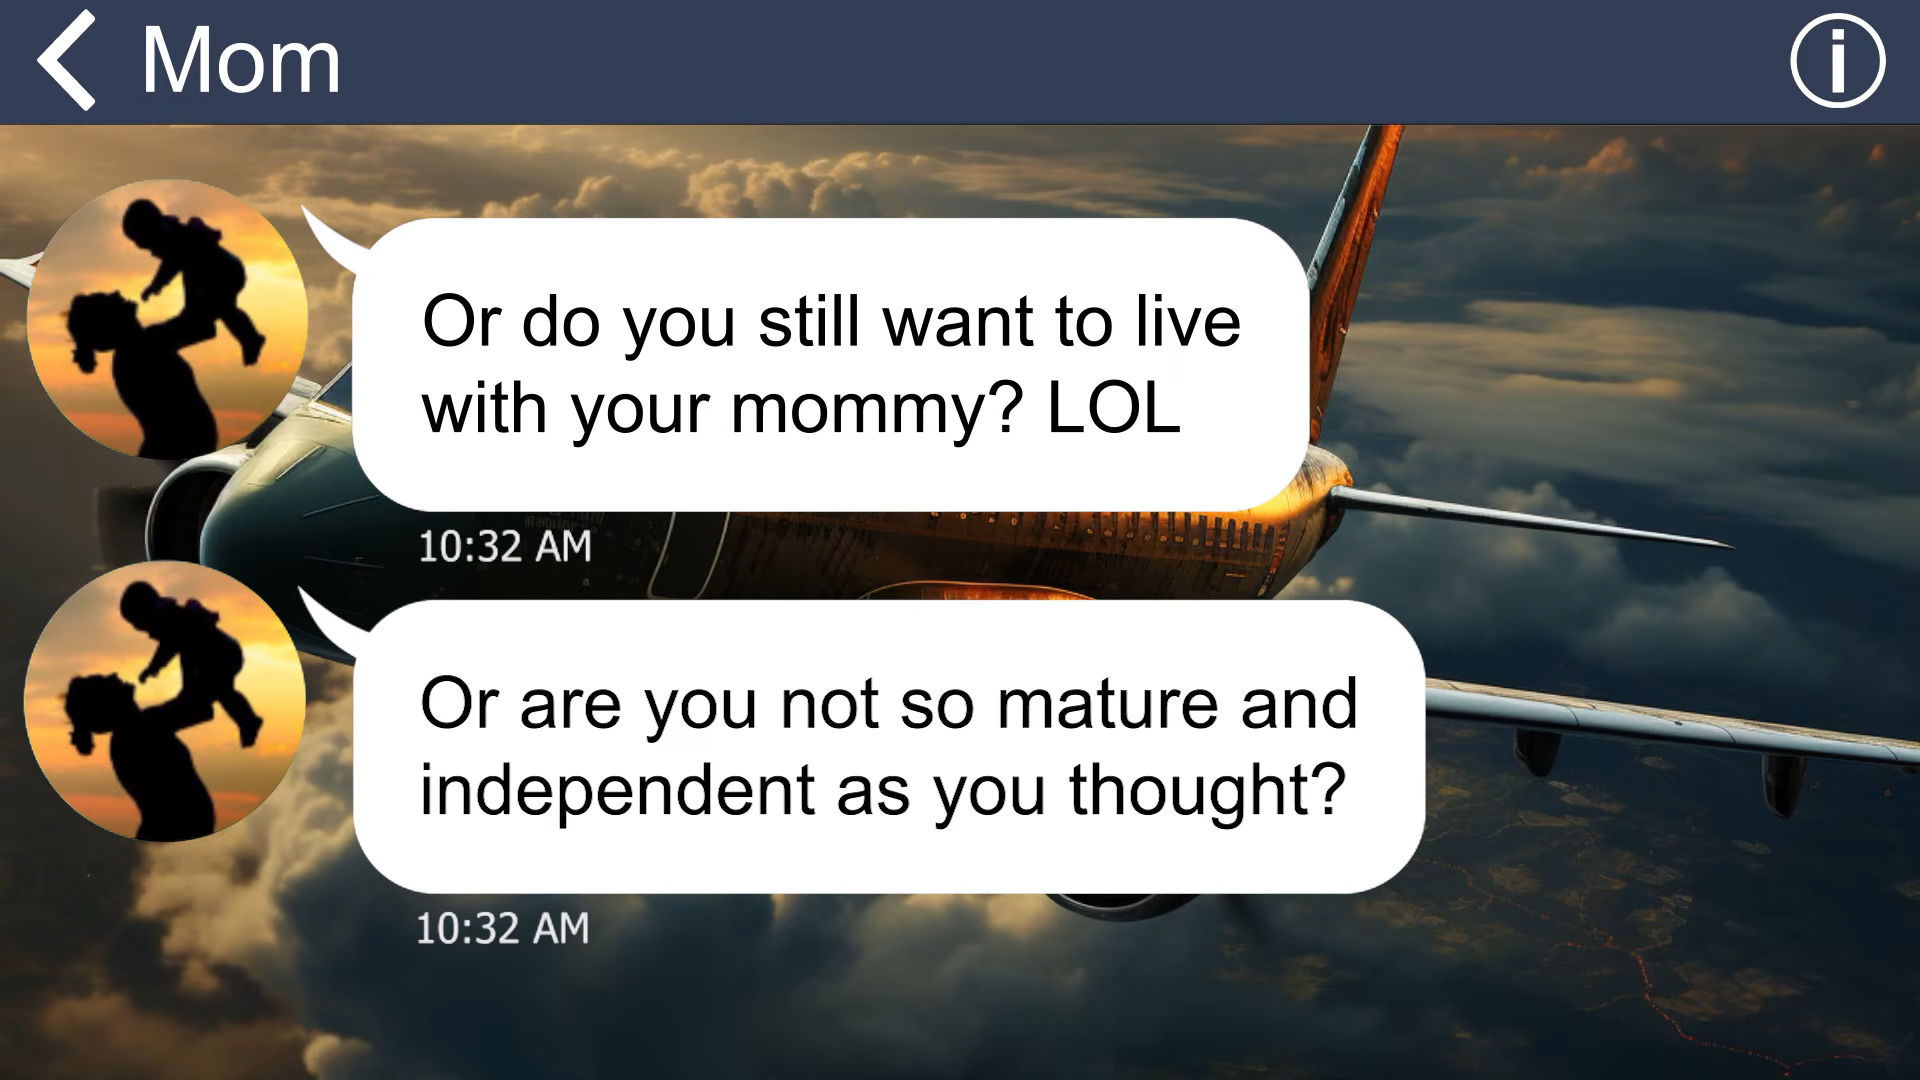 Mom
Or do you still want to live
with your mommy? LOL
10:32 AM
Or are you not so mature and
independent as you thought?
10:32 AM